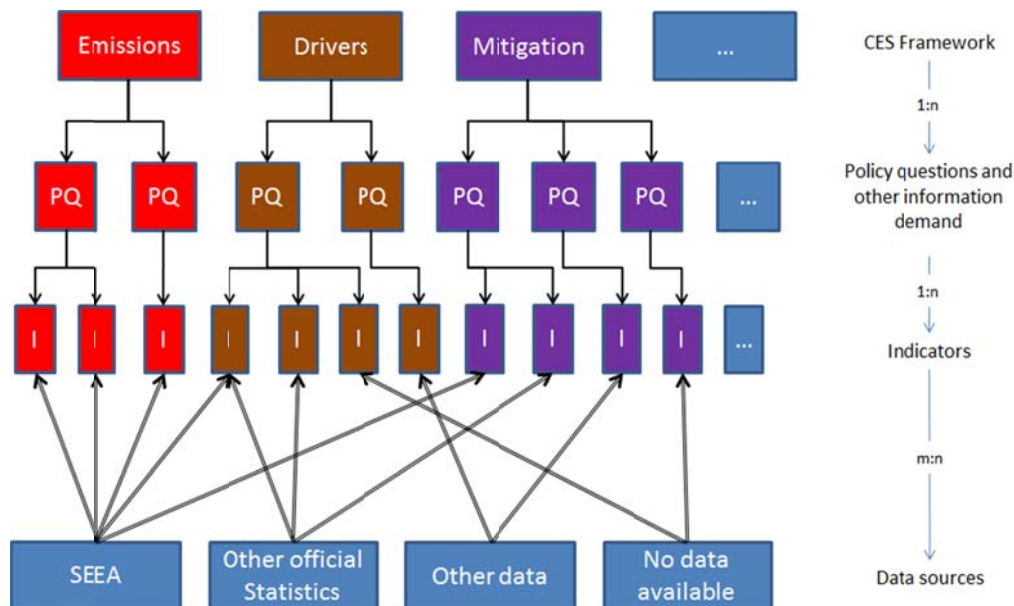 Emissions
Drivers
Mitigation
...
CES Framework
1:n
PQ
PQ
PQ
PQ
PQ
PQ
PQ
...
Policy questions and
other information
demand
1:n
I
I
I
I
I
I
I
I
I
I
I
...
Indicators
m:n
SEEA
Other official
Statistics
Other data
No data
available
Data sources